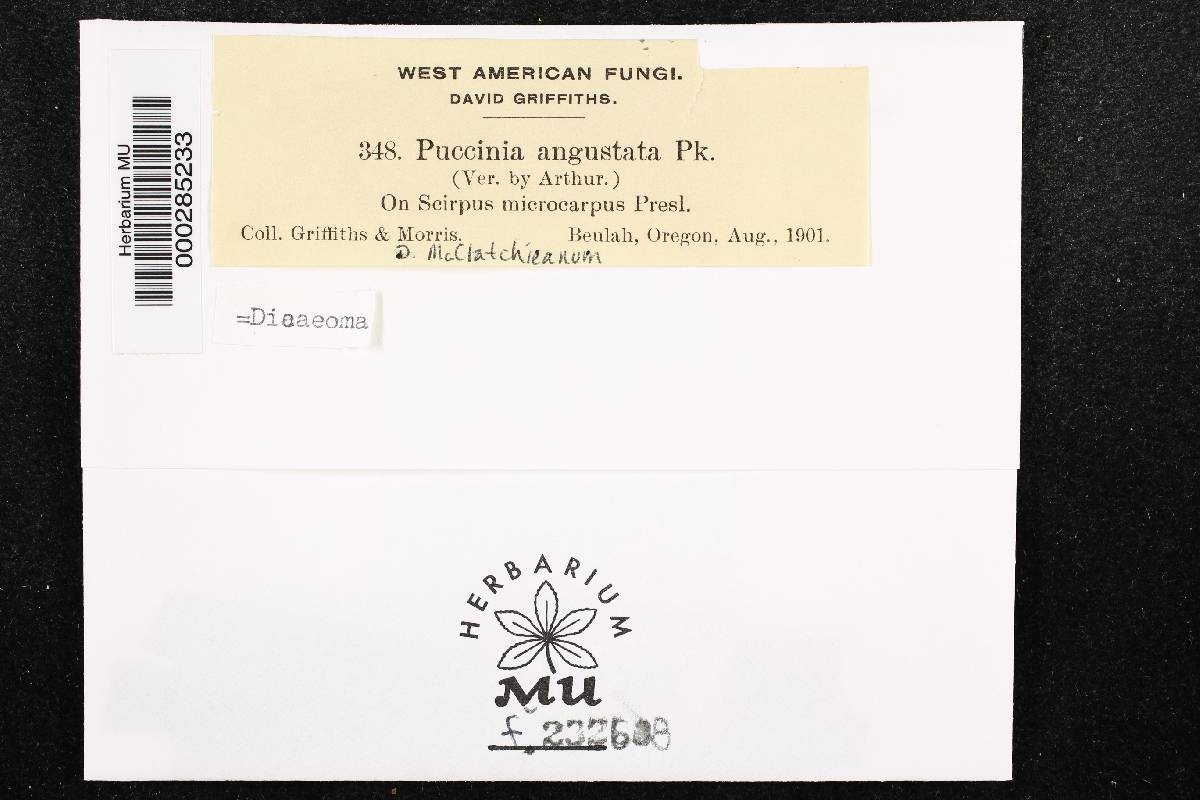 WEST AMERICAN FUNGI.
DAVID GRIFFITHS.
348. Puccinia angustata Pk.
(Ver. by Arthur.)
On Scirpus microcarpus Presl.
Coll. Griffiths & Morris. Beulah, Oregon, Aug., 1901.
D. McClatchieanum
=Dicaeoma
Herbarium MU
000285233
HERBARIUM
MU
f.